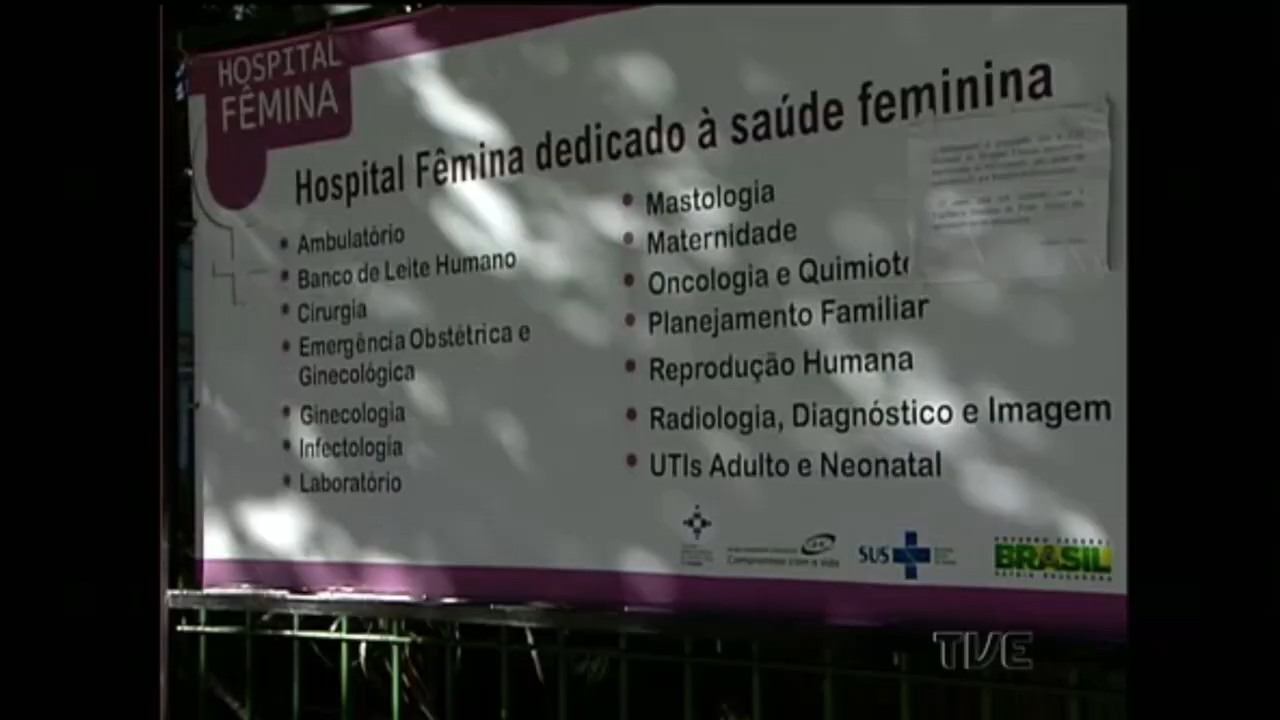 HOSPITAL
FÊMINA
Hospital Fêmina dedicado à saúde feminina
• Ambulatório
• Banco de Leite Humano
• Cirurgia
• Emergência Obstétrica e
Ginecológica
• Ginecologia
• Infectologia
• Laboratório
• Mastologia
• Maternidade
• Oncologia e
• Planejamento Familiar
• Reprodução Humana
• Radiologia, Diagnóstico e Imagem
• UTIs Adulto e Neonatal
Compromisso com a vida
SUS
BRASIL
TVE